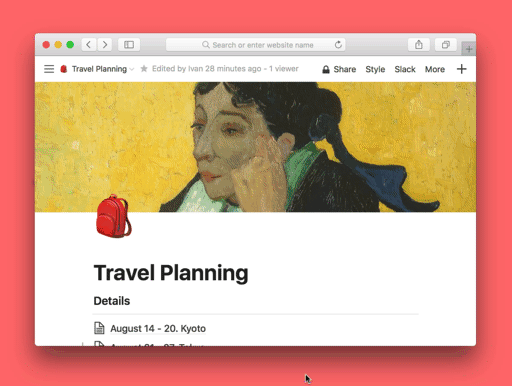 Search or enter website name
Travel Planning
Edited by Ivan 28 minutes ago - 1 viewer
Share
Style
Slack
More
Travel Planning
Details
August 14 - 20. Kyoto